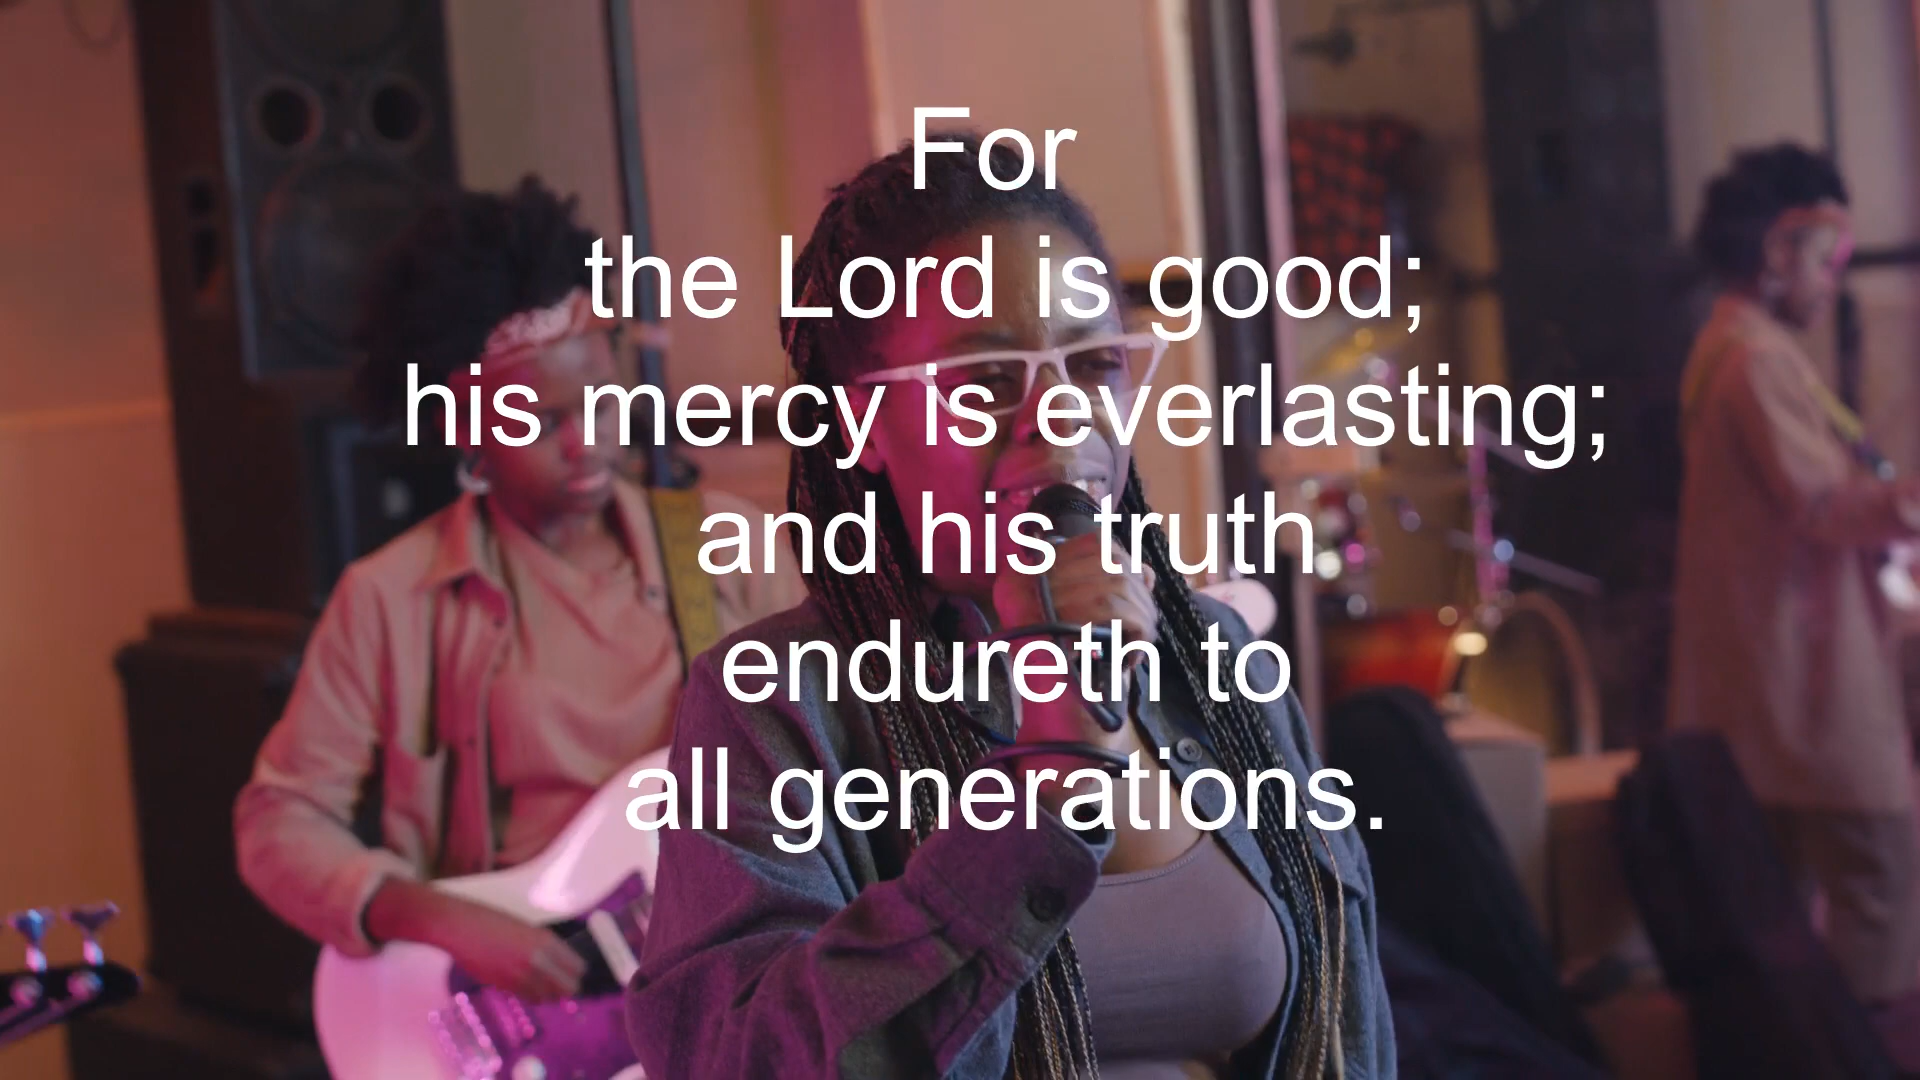 For
the Lord is good;
his mercy is everlasting;
and his truth
endureth to
all generations.